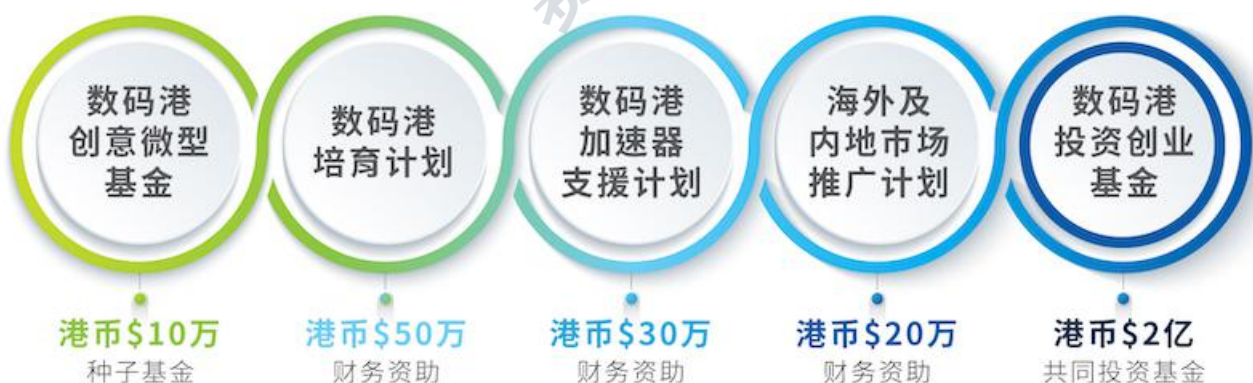 数码港
创意微型
基金
数码港
培育计划
数码港
加速器
支援计划
海外及
内地市场
推广计划
数码港
投资创业
基金
港币$10万
种子基金
港币$50万
财务资助
港币$30万
财务资助
港币$20万
财务资助
港币$2亿
共同投资基金